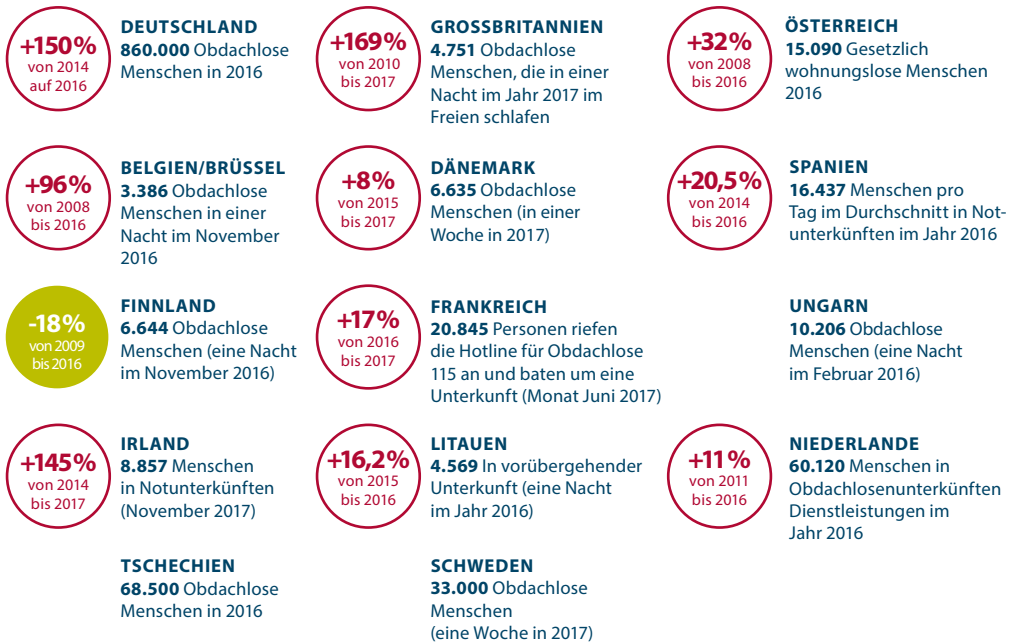 +150%
von 2014
auf 2016
DEUTSCHLAND
860.000 Obdachlose
Menschen in 2016
+169%
von 2010
bis 2017
GROSSBRITANNIEN
4.751 Obdachlose
Menschen, die in einer
Nacht im Jahr 2017 im
Freien schlafen
+32%
von 2008
bis 2016
ÖSTERREICH
15.090 Gesetzlich
wohnungslose Menschen
2016
+96%
von 2008
bis 2016
BELGIEN/BRÜSSEL
3.386 Obdachlose
Menschen in einer
Nacht im November
2016
+8%
von 2015
bis 2017
DÄNEMARK
6.635 Obdachlose
Menschen (in einer
Woche in 2017)
+20,5%
von 2014
bis 2016
SPANIEN
16.437 Menschen pro
Tag im Durchschnitt in Not-
unterkünften im Jahr 2016
-18%
von 2009
bis 2016
FINNLAND
6.644 Obdachlose
Menschen (eine Nacht
im November 2016)
+17%
von 2016
bis 2017
FRANKREICH
20.845 Personen riefen
die Hotline für Obdachlose
115 an und baten um eine
Unterkunft (Monat Juni 2017)
UNGARN
10.206 Obdachlose
Menschen (eine Nacht
im Februar 2016)
+145%
von 2014
bis 2017
IRLAND
8.857 Menschen
in Notunterkünften
(November 2017)
+16,2%
von 2015
bis 2016
LITAUEN
4.569 In vorübergehender
Unterkunft (eine Nacht
im Jahr 2016)
+11%
von 2011
bis 2016
NIEDERLANDE
60.120 Menschen in
Obdachlosenunterkünften
Dienstleistungen im
Jahr 2016
TSCHECHIEN
68.500 Obdachlose
Menschen in 2016
SCHWEDEN
33.000 Obdachlose
Menschen
(eine Woche in 2017)